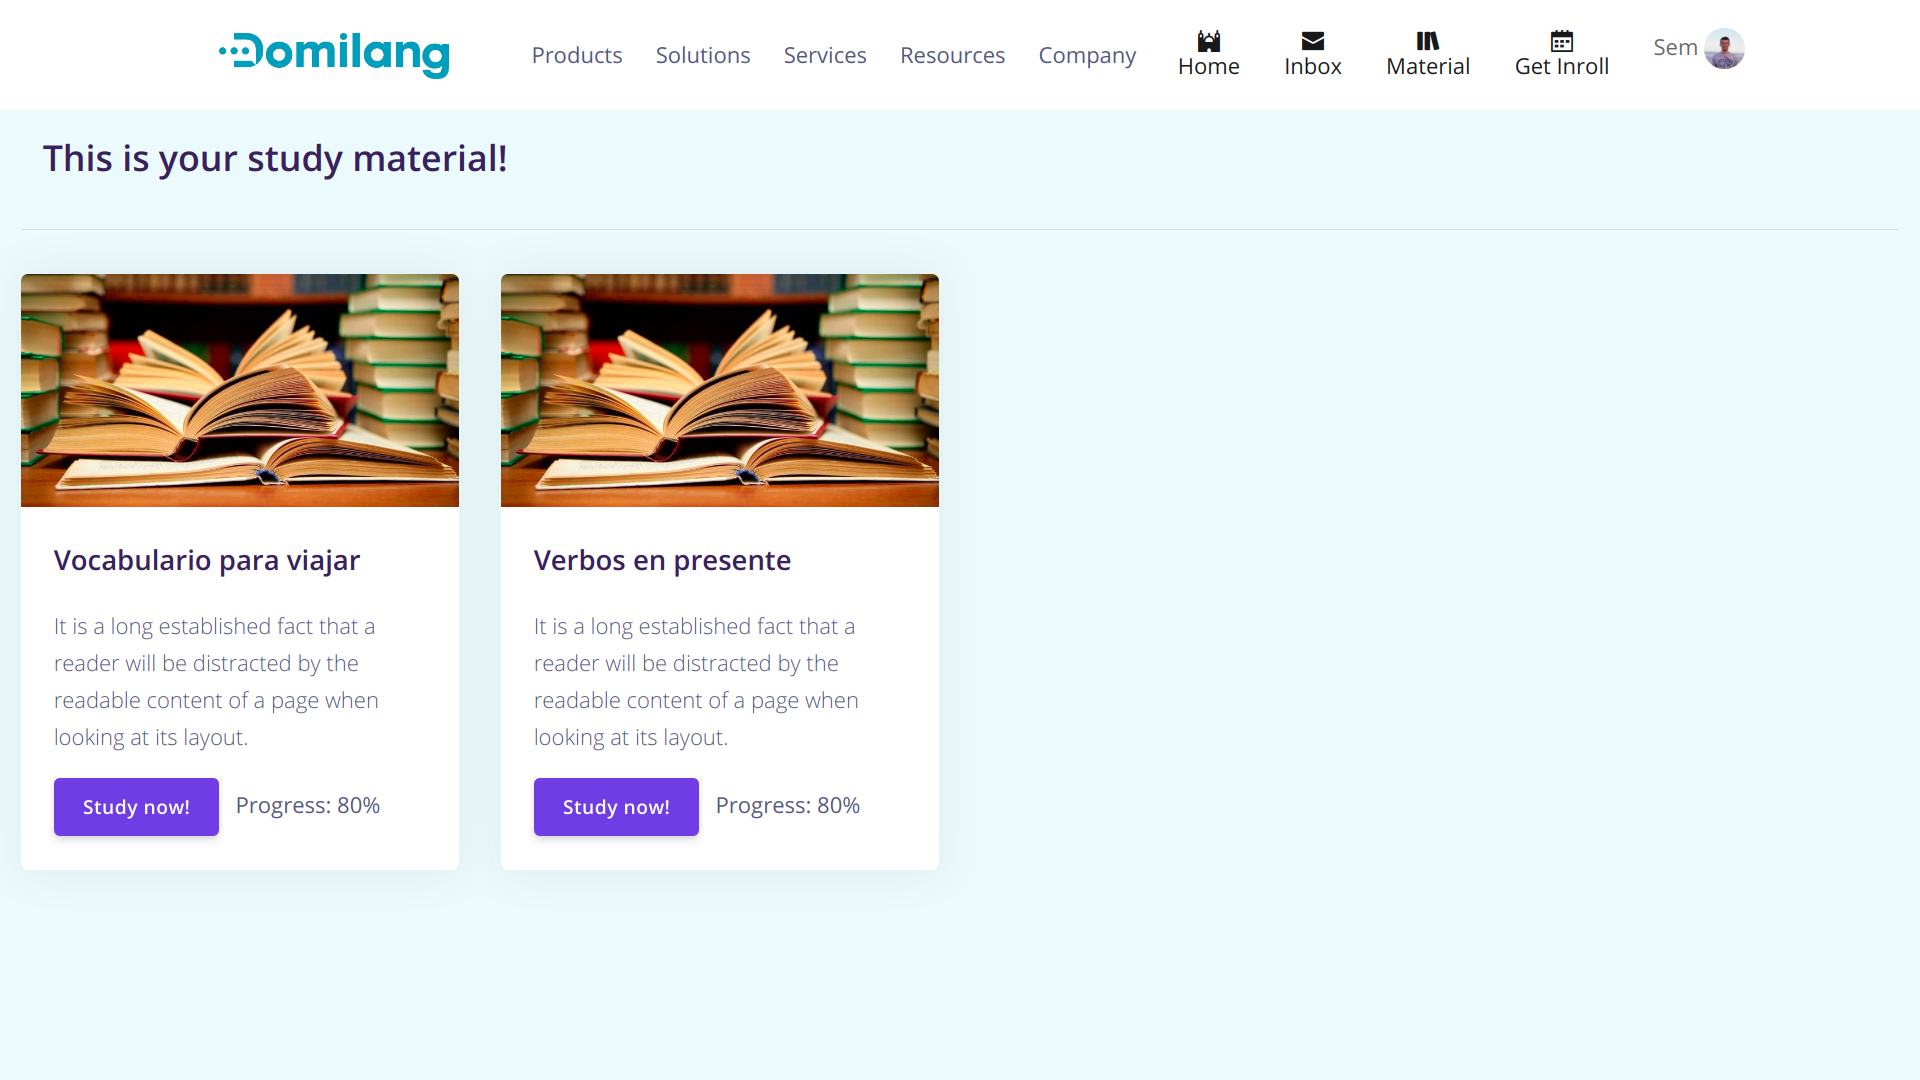 Domilang
Products Solutions Services Resources Company Home Inbox Material Get Inroll Sem
This is your study material!
Vocabulario para viajar
It is a long established fact that a
reader will be distracted by the
readable content of a page when
looking at its layout.
Study now! Progress: 80%
Verbos en presente
It is a long established fact that a
reader will be distracted by the
readable content of a page when
looking at its layout.
Study now! Progress: 80%